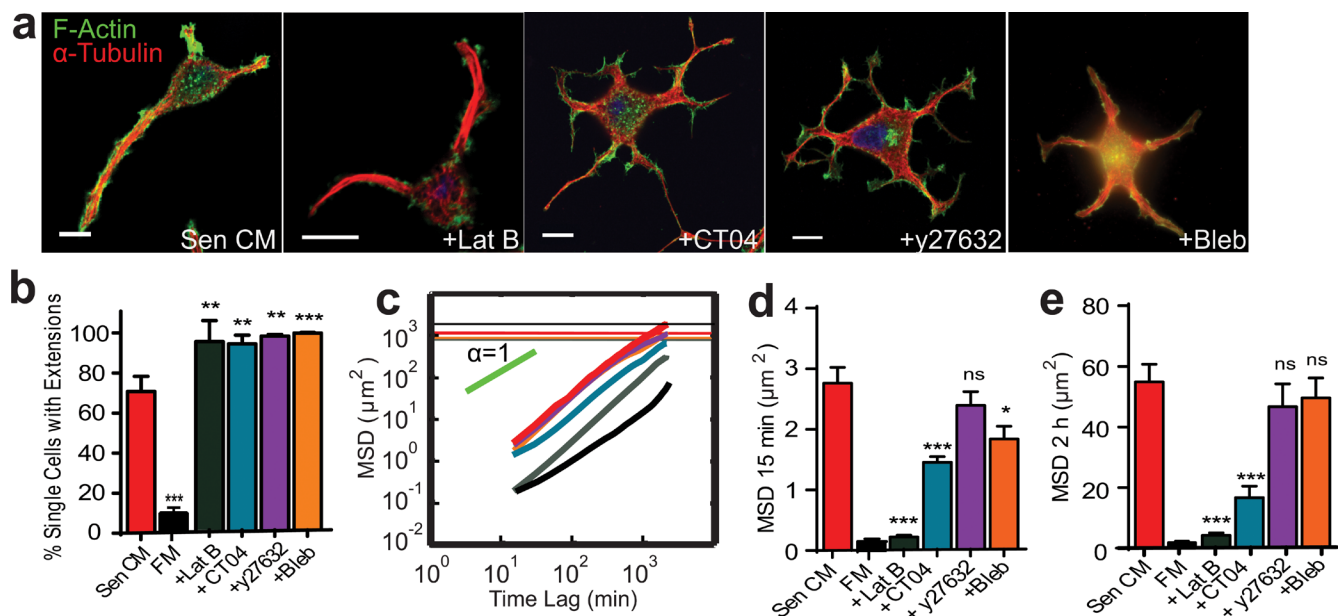 a
F-Actin
α-Tubulin
Sen CM
+Lat B
+CT04
+y27632
+Bleb
b
% Single Cells with Extensions
100
80
60
40
20
0
***
**
**
**
***
Sen CM
FM
+Lat B
+CT04
+y27632
+Bleb
c
MSD (µm²)
10³
10²
10¹
10⁰
10⁻¹
10⁻²
α=1
10⁰
10¹
10²
10³
Time Lag (min)
d
MSD 15 min (µm²)
4
3
2
1
0
***
***
ns
*
Sen CM
FM
+ Lat B
+CT04
+ y27632
+Bleb
e
MSD 2 h (µm²)
80
60
40
20
0
***
***
ns
ns
Sen CM
FM
+ Lat B
+CT04
+ y27632
+Bleb